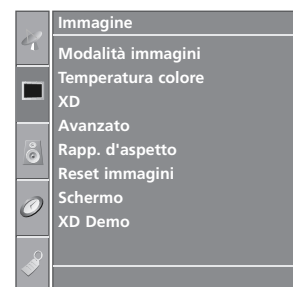 Immagine
Modalità immagini
Temperatura colore
XD
Avanzato
Rapp. d'aspetto
Reset immagini
Schermo
XD Demo